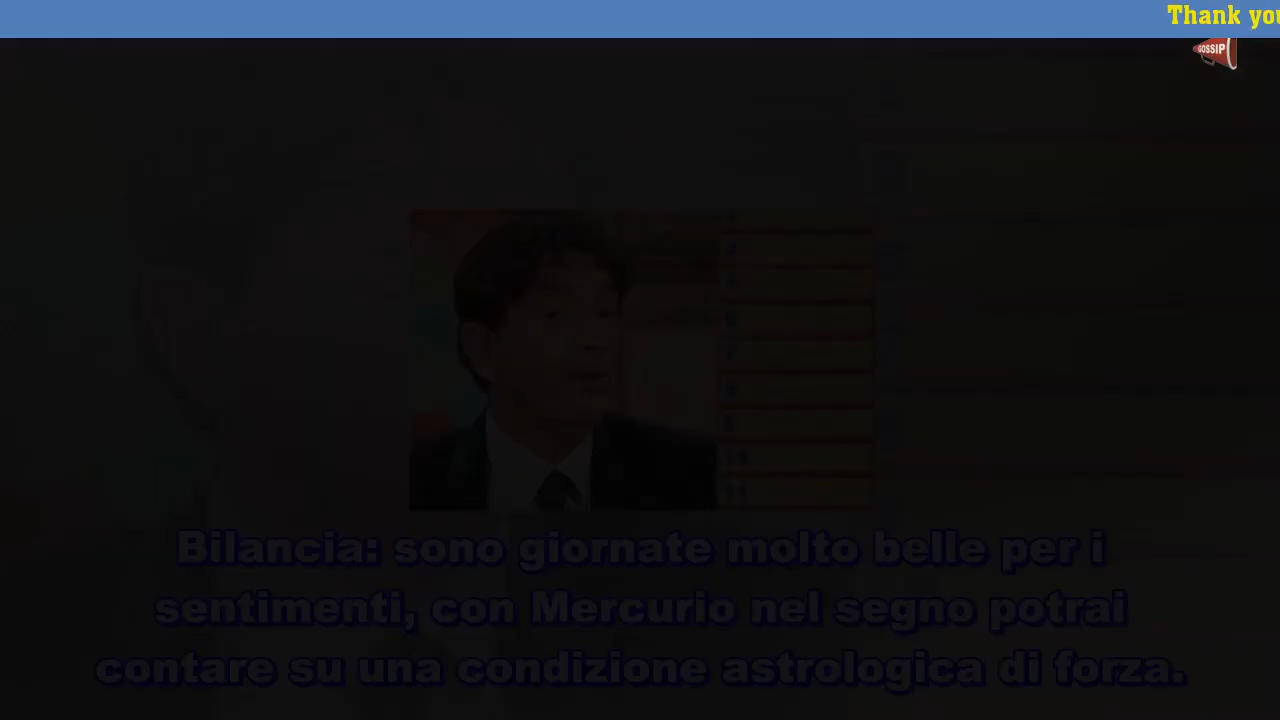 Thank you
GOSSIP
Bilancia: sono giornate molto belle per i
sentimenti, con Mercurio nel segno potrai
contare su una condizione astrologica di forza.